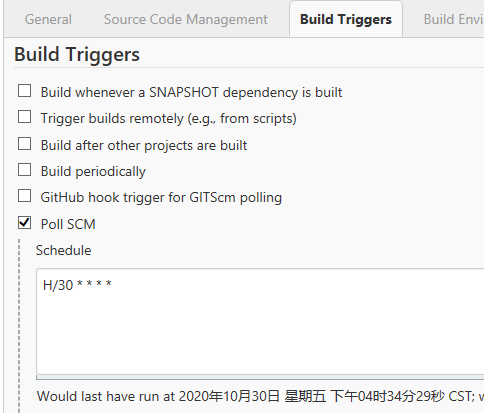 General Source Code Management Build Triggers Build Envi
Build Triggers
Build whenever a SNAPSHOT dependency is built
Trigger builds remotely (e.g., from scripts)
Build after other projects are built
Build periodically
GitHub hook trigger for GITScm polling
Poll SCM
Schedule
H/30 * * * *
Would last have run at 2020年10月30日 星期五 下午04时34分29秒 CST; w